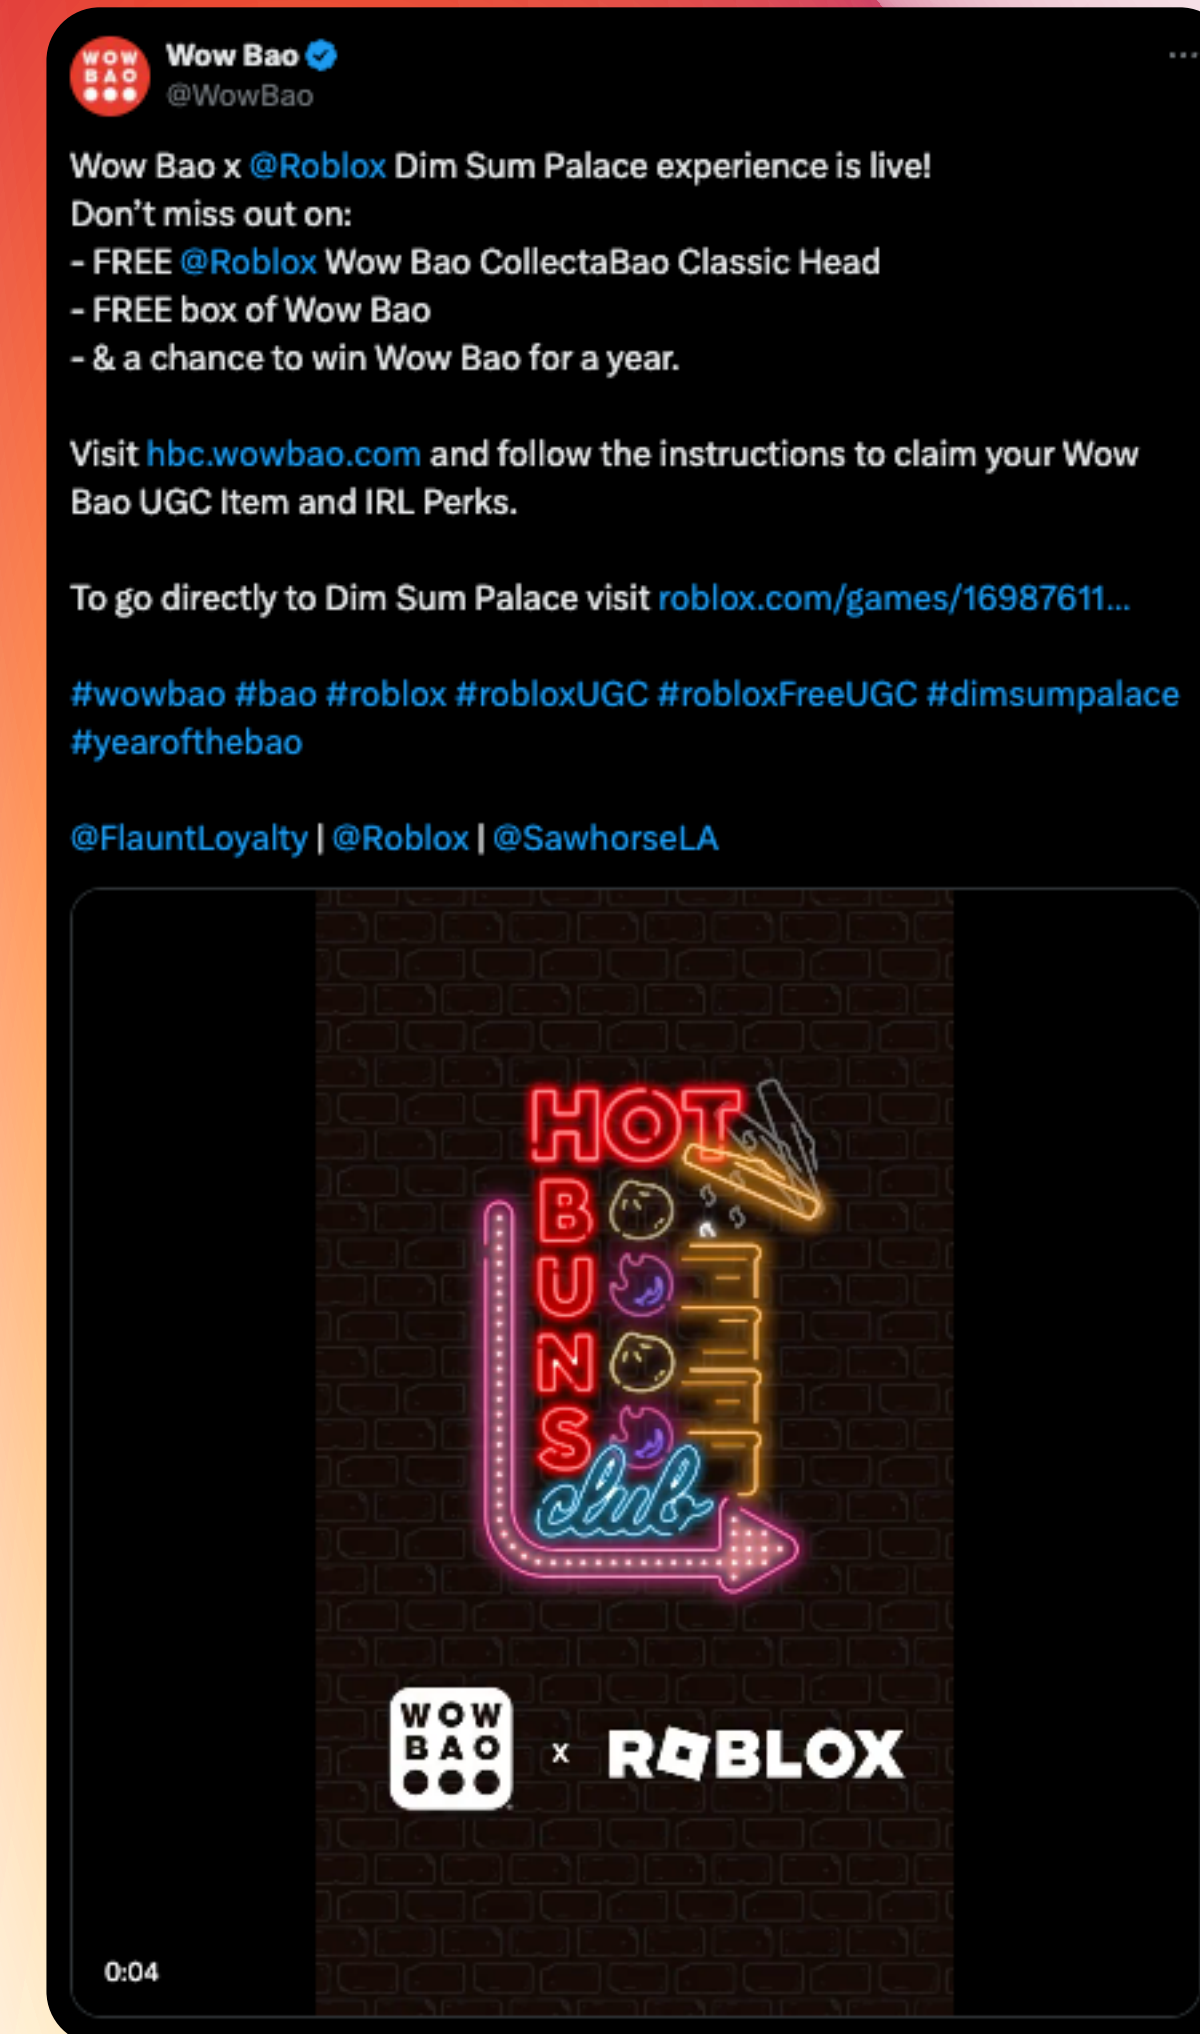 WOW
BAO
Wow Bao
@WowBao
Wow Bao x @Roblox Dim Sum Palace experience is live!
Don’t miss out on:
- FREE @Roblox Wow Bao CollectaBao Classic Head
- FREE box of Wow Bao
- & a chance to win Wow Bao for a year.
Visit hbc.wowbao.com and follow the instructions to claim your Wow
Bao UGC Item and IRL Perks.
To go directly to Dim Sum Palace visit roblox.com/games/16987611...
#wowbao #bao #roblox #robloxUGC #robloxFreeUGC #dimsumpalace
#yearofthebao
@FlauntLoyalty | @Roblox | @SawhorseLA
HOT
BUNS
club
WOW
BAO
x
ROBLOX
0:04